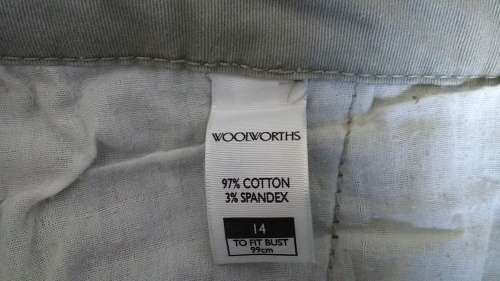 WOOLWORTHS
97% COTTON
3% SPANDEX
14
TO FIT BUST
99cm